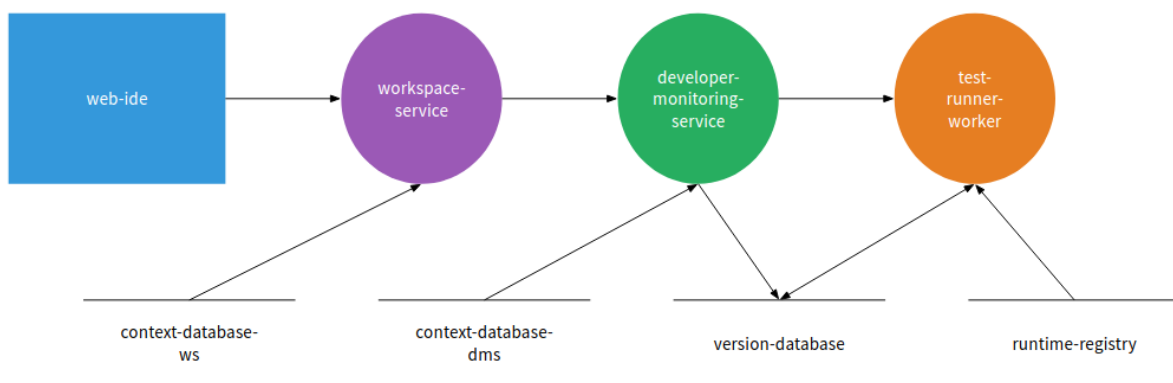 web-ide
workspace-
service
developer-
monitoring-
service
test-
runner-
worker
context-database-
ws
context-database-
dms
version-database
runtime-registry